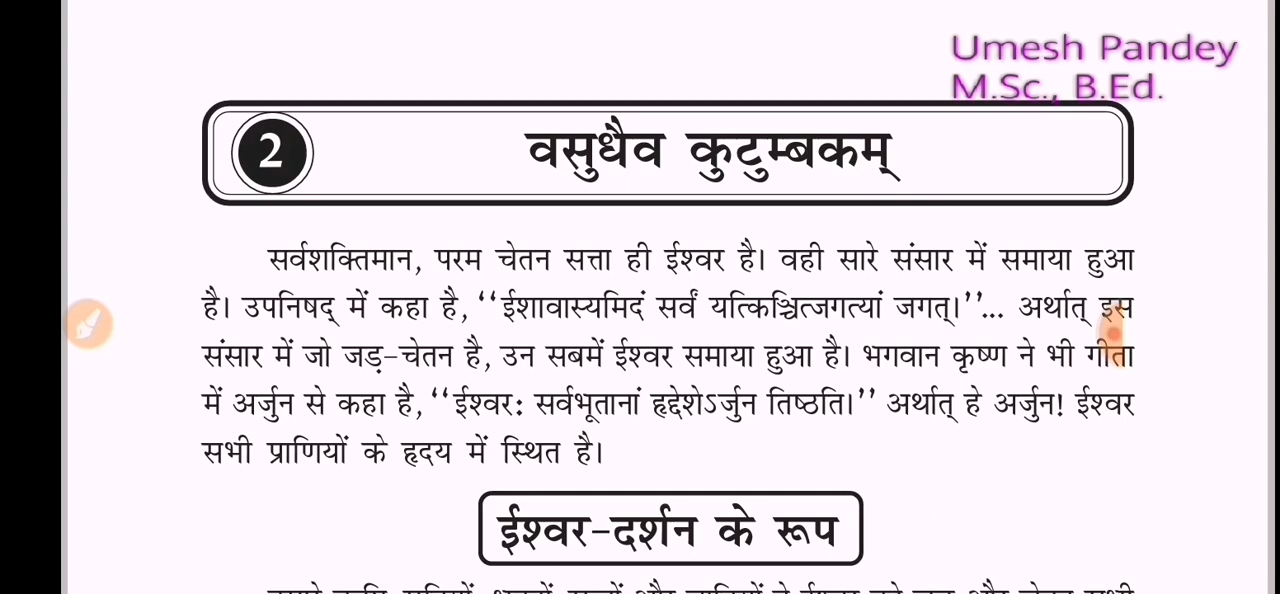 Umesh Pandey
M.Sc., B.Ed.
2 वसुधैव कुटुम्बकम्
सर्वशक्तिमान, परम चेतन सत्ता ही ईश्वर है। वही सारे संसार में समाया हुआ
है। उपनिषद् में कहा है, ‘‘ईशावास्यमिदं सर्वं यत्किञ्चित्जगत्यां जगत्।’’... अर्थात् इस
संसार में जो जड़-चेतन है, उन सबमें ईश्वर समाया हुआ है। भगवान कृष्ण ने भी गीता
में अर्जुन से कहा है, ‘‘ईश्वर: सर्वभूतानां हृद्देशेऽर्जुन तिष्ठति।’’ अर्थात् हे अर्जुन! ईश्वर
सभी प्राणियों के हृदय में स्थित है।
ईश्वर-दर्शन के रूप